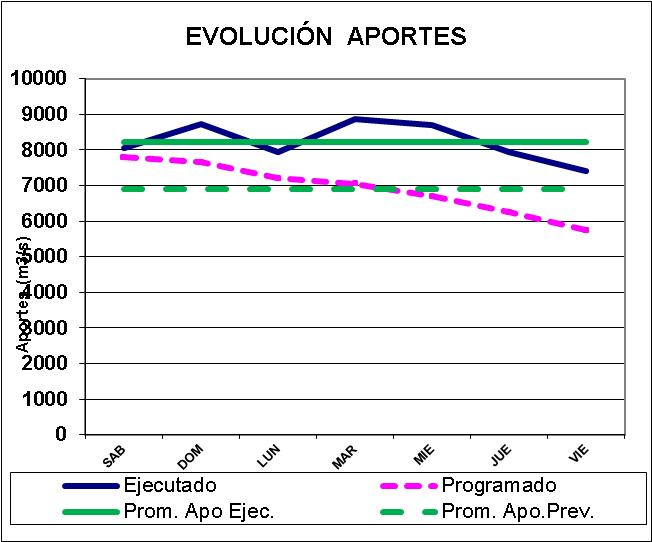 EVOLUCIÓN APORTES
10000
9000
8000
7000
6000
5000
4000
3000
2000
1000
0
Aportes (m3/s)
SAB DOM LUN MAR MIE JUE VIE
Ejecutado Programado
Prom. Apo Ejec. Prom. Apo.Prev.